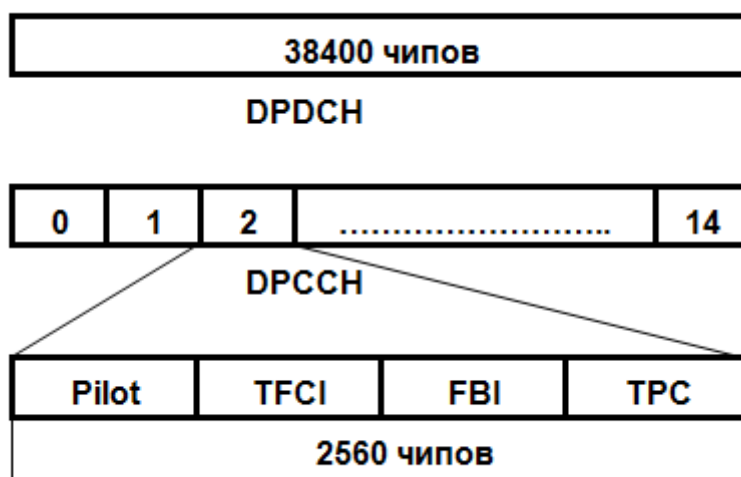 38400 чипов
DPDCH
0 1 2 ............................ 14
DPCCH
Pilot TFCI FBI TPC
2560 чипов